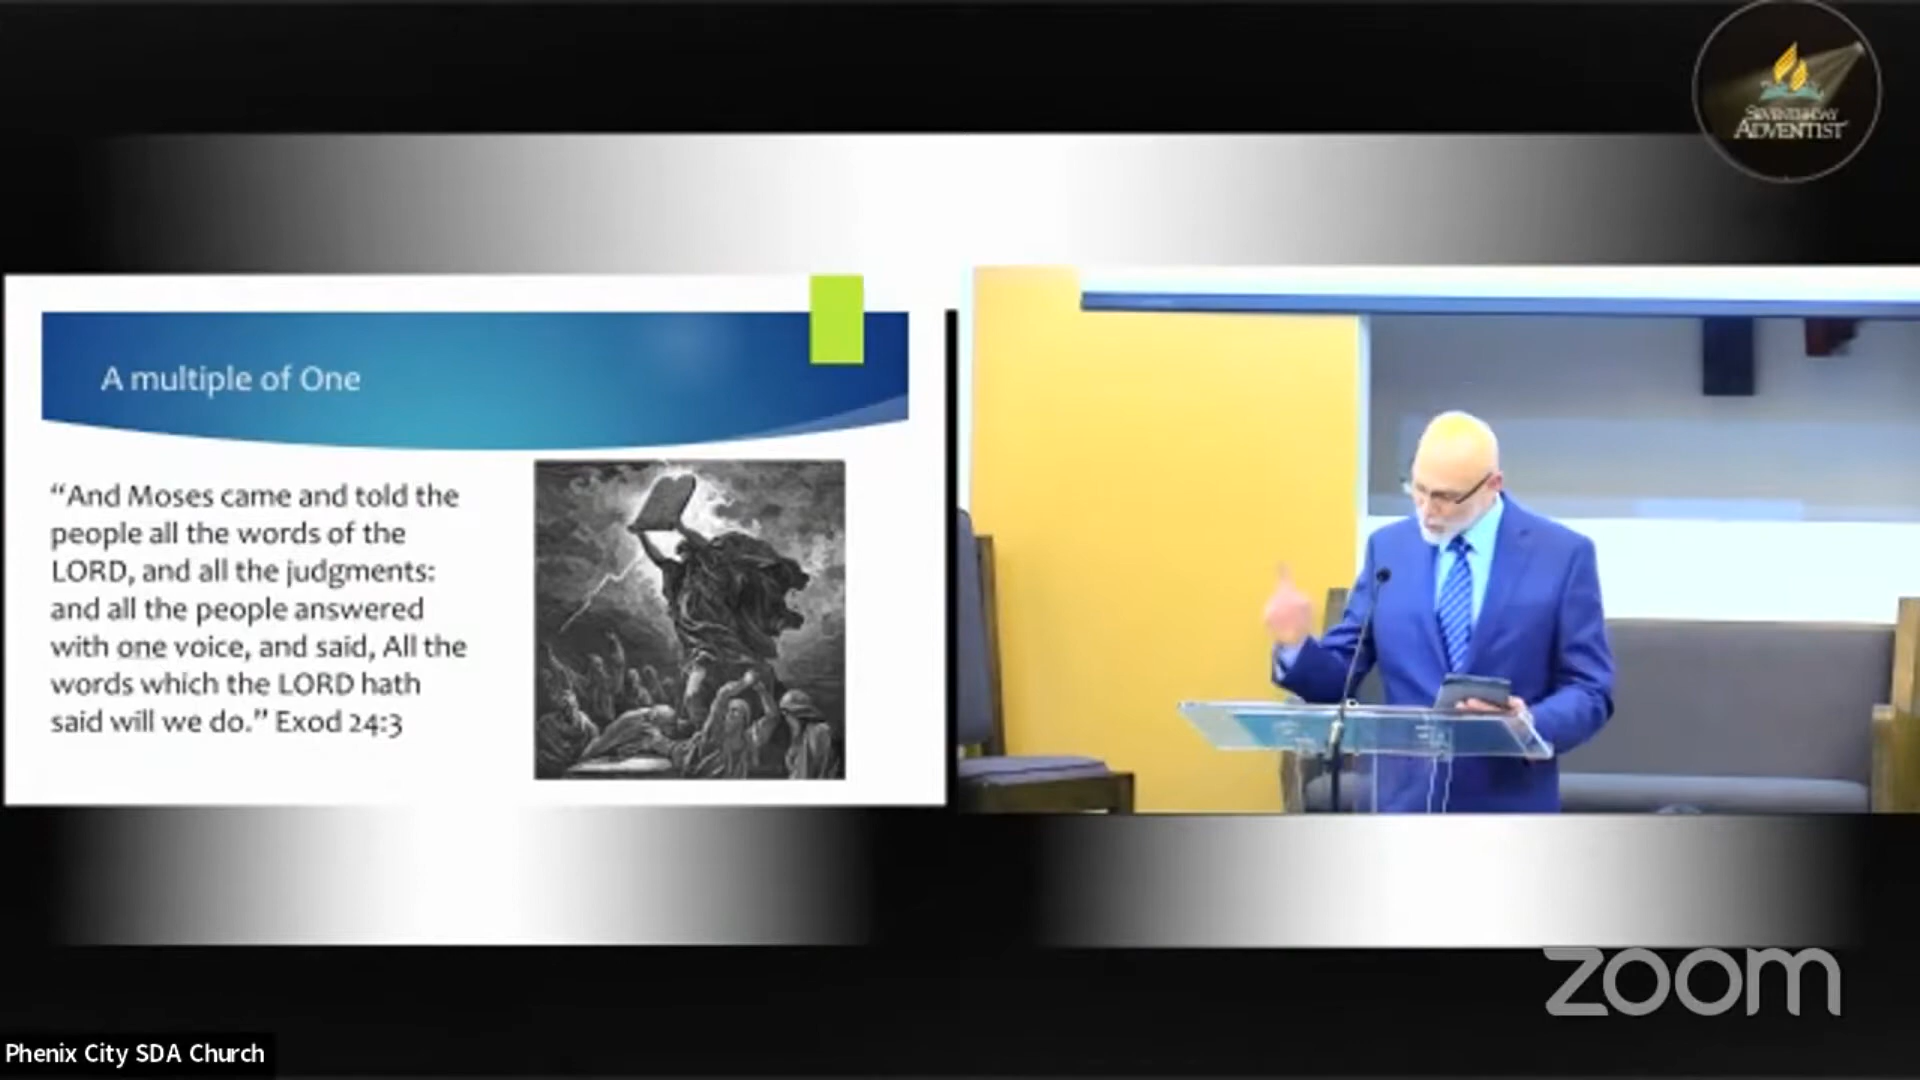 SEVENTH-DAY
ADVENTIST
A multiple of One
“And Moses came and told the
people all the words of the
LORD, and all the judgments:
and all the people answered
with one voice, and said, All the
words which the LORD hath
said will we do.” Exod 24:3
zoom
Phenix City SDA Church